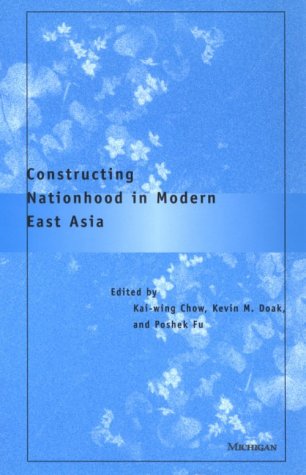 Constructing
Nationhood in Modern
East Asia
Edited by
Kai-wing Chow, Kevin M. Doak,
and Poshek Fu
MICHIGAN